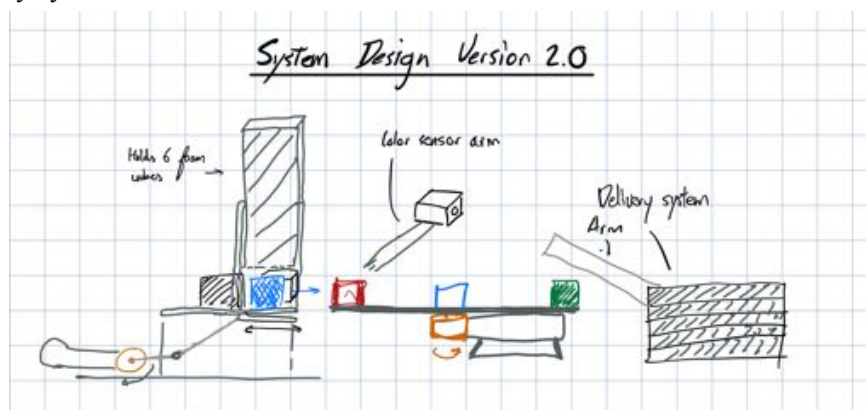 System Design Version 2.0
Holds 6 foam
cubes
Color sensor arm
Delivery system
Arm